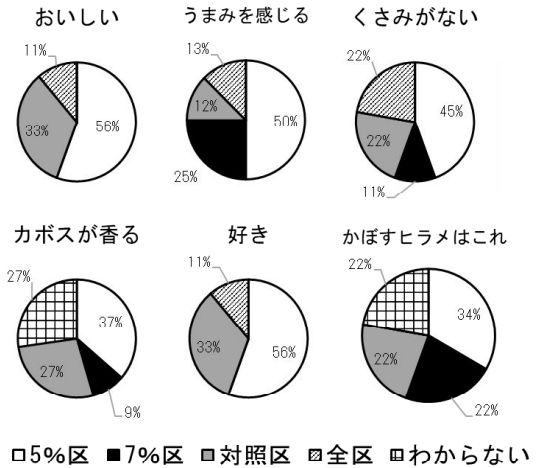 おいしい うまみを感じる くさみがない
11% 13% 22%
33% 56% 12% 50% 25% 22% 45% 11%
カボスが香る 好き かぼすヒラメはこれ
27% 11% 22%
37% 27% 9% 33% 56% 34% 22% 22%
□5%区 ■7%区 ■対照区 ▨全区 ▦わからない